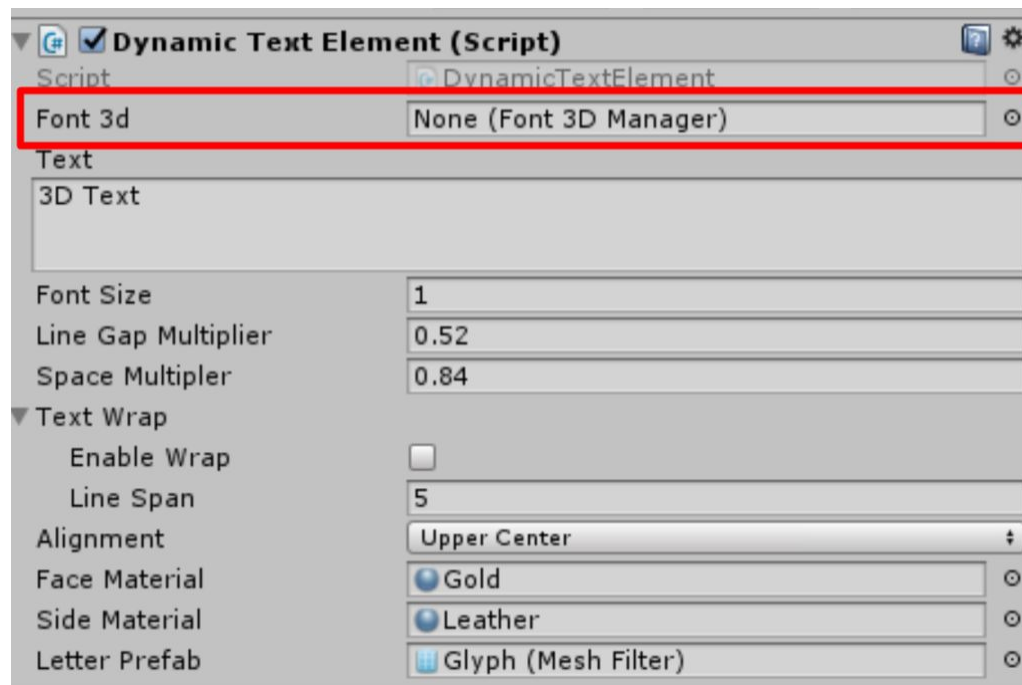 Dynamic Text Element (Script)
Script DynamicTextElement
Font 3d None (Font 3D Manager)
Text
3D Text
Font Size 1
Line Gap Multiplier 0.52
Space Multipler 0.84
Text Wrap
Enable Wrap
Line Span 5
Alignment Upper Center
Face Material Gold
Side Material Leather
Letter Prefab Glyph (Mesh Filter)